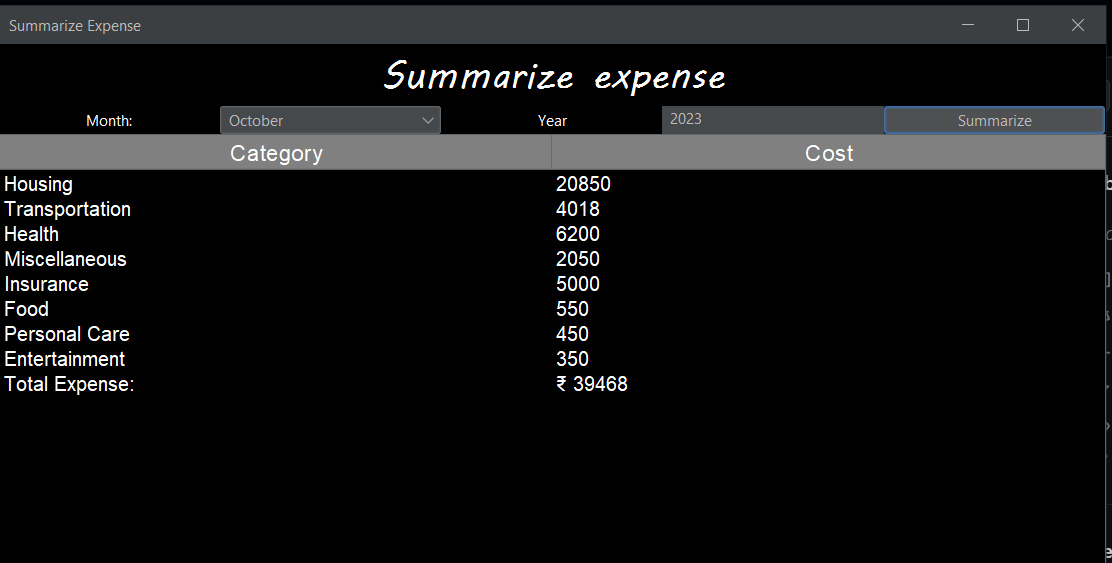 Summarize Expense
Summarize expense
Month: October Year 2023 Summarize
Category Cost
Housing 20850
Transportation 4018
Health 6200
Miscellaneous 2050
Insurance 5000
Food 550
Personal Care 450
Entertainment 350
Total Expense: ₹ 39468